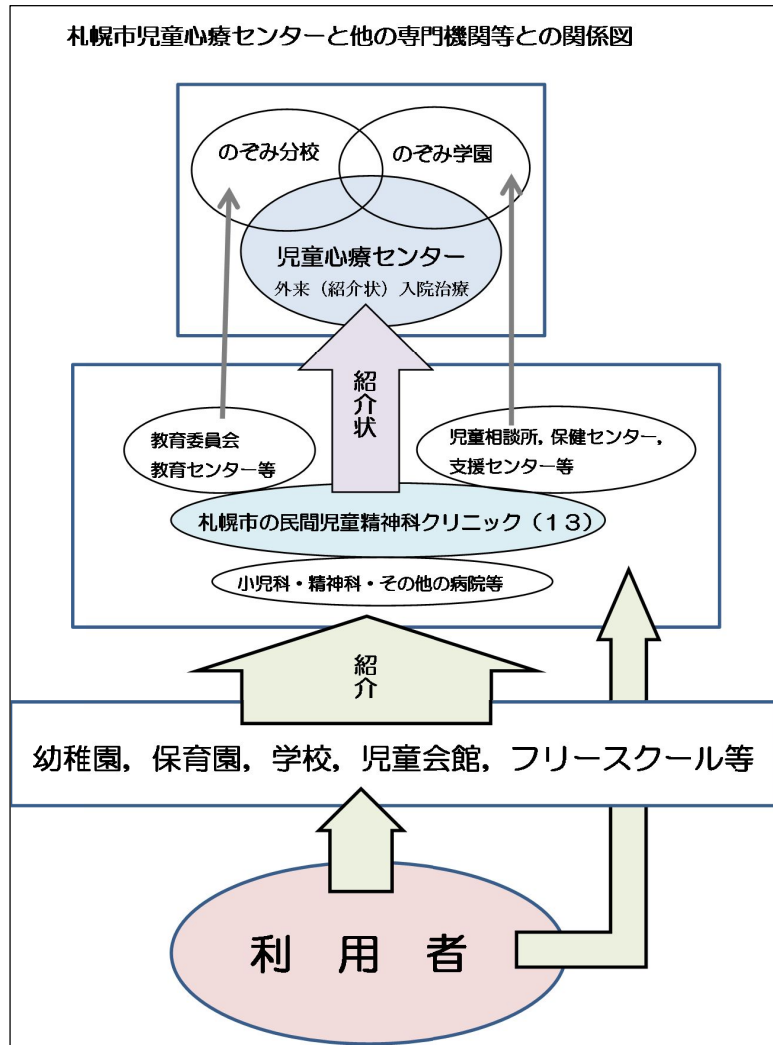 札幌市児童心療センターと他の専門機関等との関係図
のぞみ分校
のぞみ学園
児童心療センター
外来（紹介状）入院治療
紹介状
教育委員会
教育センター等
児童相談所，保健センター，
支援センター等
札幌市の民間児童精神科クリニック（１３）
小児科・精神科・その他の病院等
紹介
幼稚園，保育園，学校，児童会館，フリースクール等
利用者